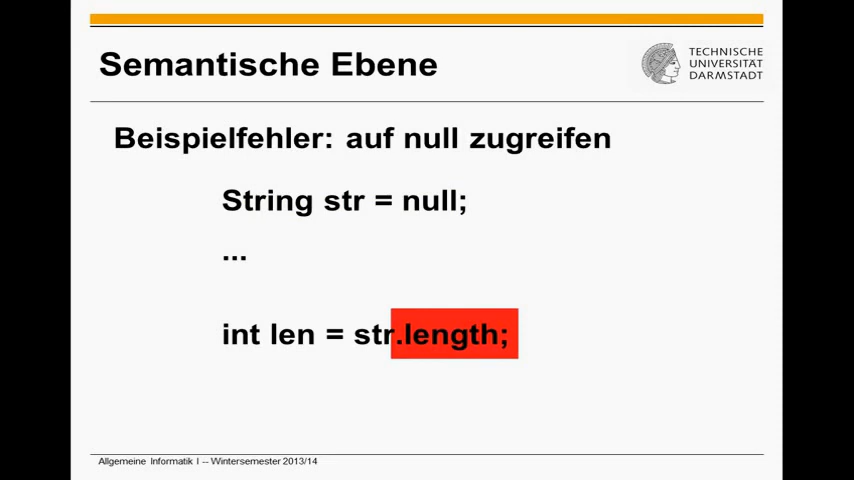 Semantische Ebene
TECHNISCHE
UNIVERSITÄT
DARMSTADT
Beispielfehler: auf null zugreifen
String str = null;
...
int len = str.length;
Allgemeine Informatik I -- Wintersemester 2013/14